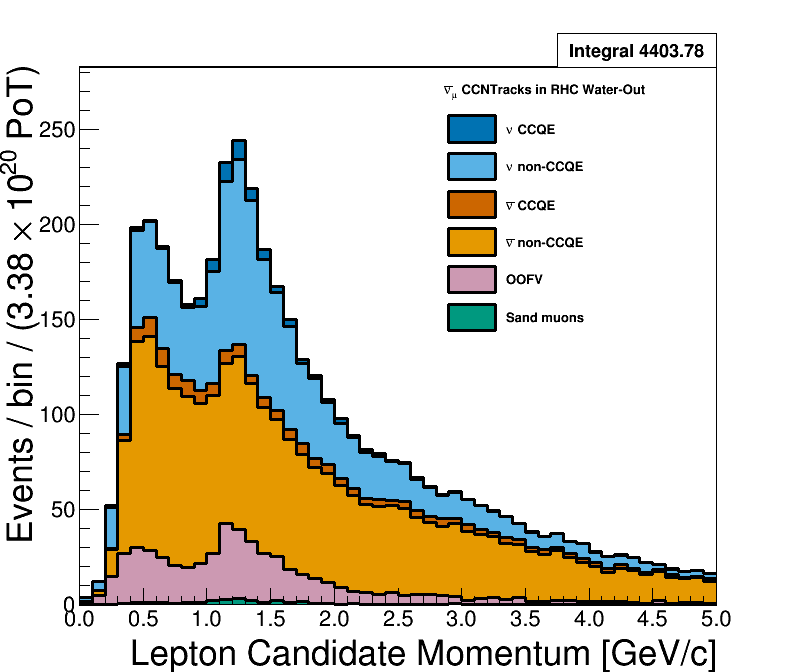 Integral 4403.78
ν̄μ CCNTracks in RHC Water-Out
ν CCQE
ν non-CCQE
ν̄ CCQE
ν̄ non-CCQE
OOFV
Sand muons
Events / bin / (3.38 × 10²⁰ PoT)
250
200
150
100
50
0
0.0 0.5 1.0 1.5 2.0 2.5 3.0 3.5 4.0 4.5 5.0
Lepton Candidate Momentum [GeV/c]